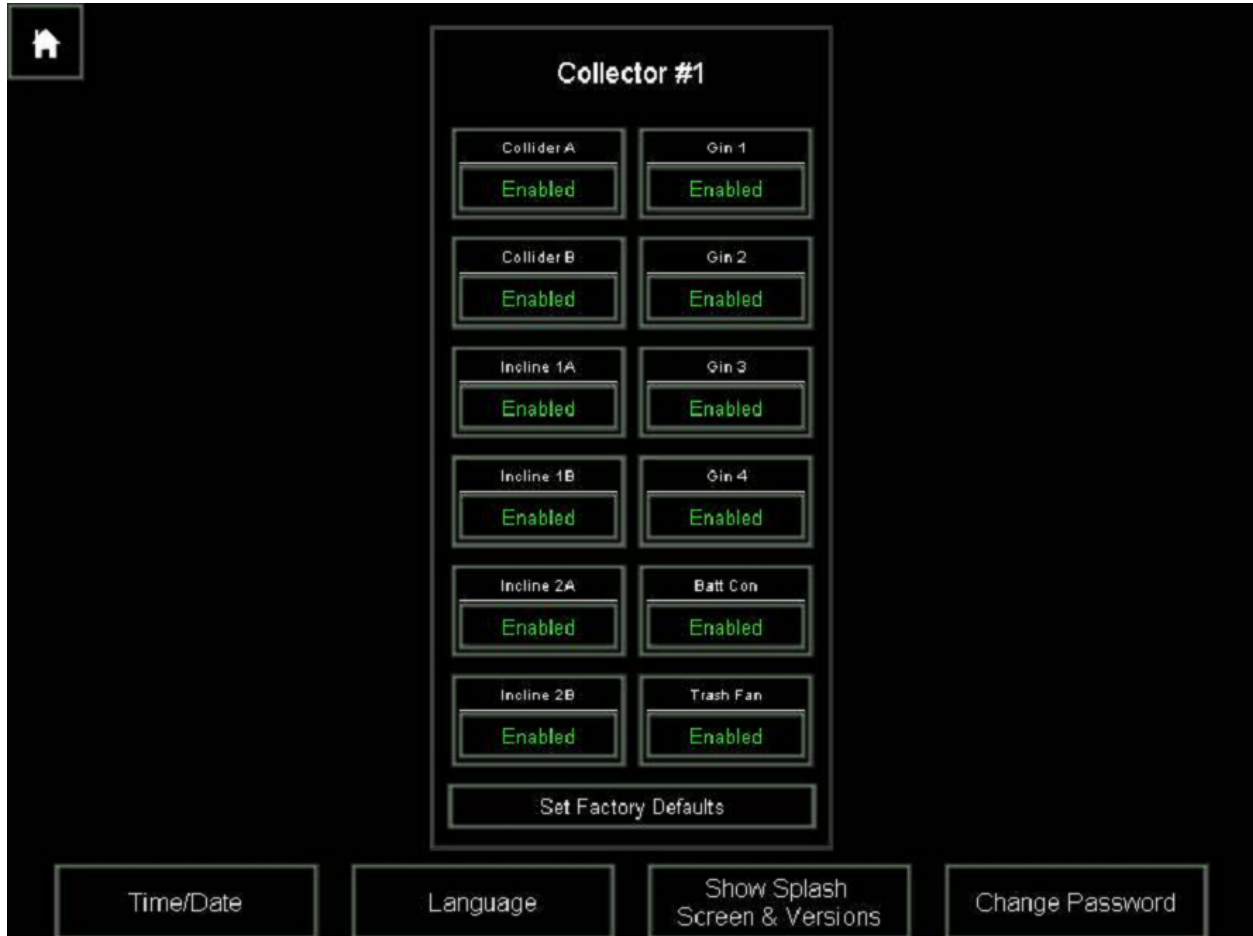 Collector #1
Collider A
Gin 1
Enabled
Enabled
Collider B
Gin 2
Enabled
Enabled
Incline 1A
Gin 3
Enabled
Enabled
Incline 1B
Gin 4
Enabled
Enabled
Incline 2A
Batt Con
Enabled
Enabled
Incline 2B
Trash Fan
Enabled
Enabled
Set Factory Defaults
Time/Date
Language
Show Splash
Screen & Versions
Change Password